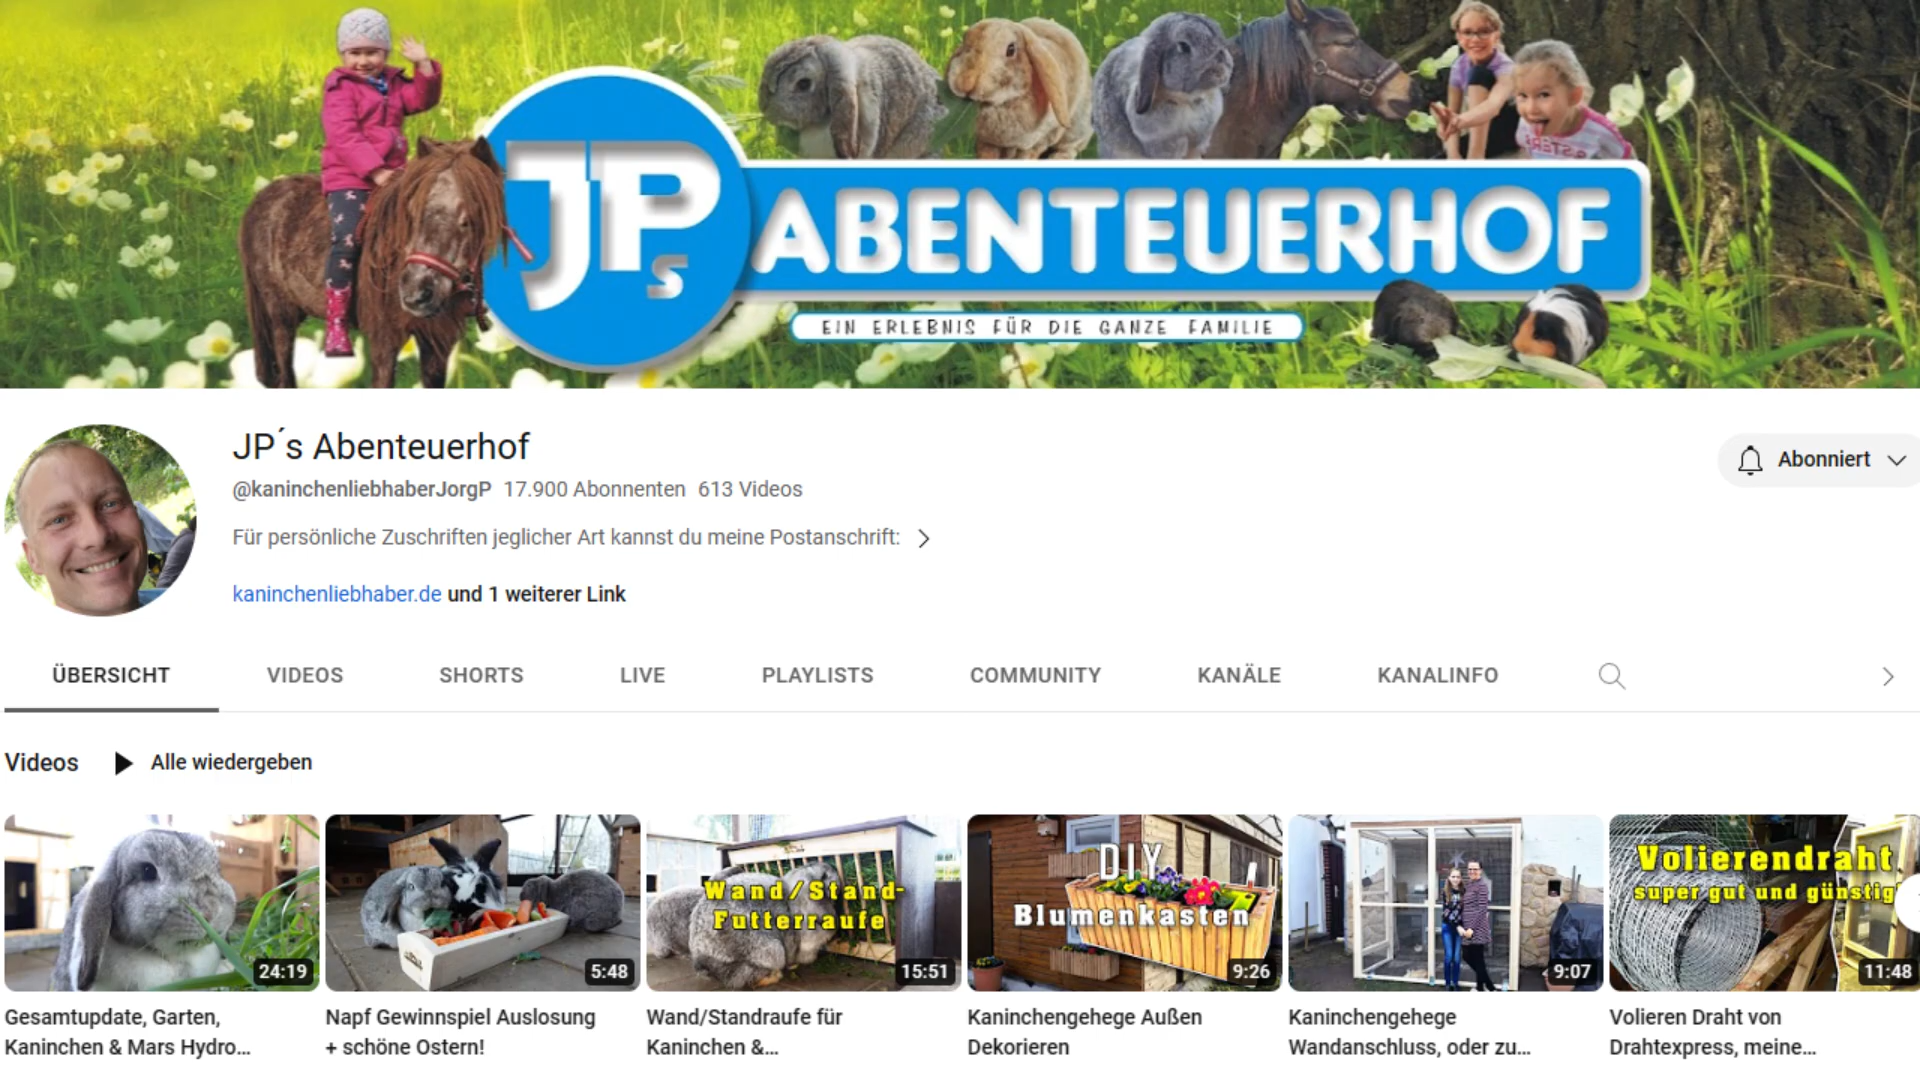 JPs ABENTEUERHOF
EIN ERLEBNIS FÜR DIE GANZE FAMILIE
JP´s Abenteuerhof
@kaninchenliebhaberJorgP 17.900 Abonnenten 613 Videos
Für persönliche Zuschriften jeglicher Art kannst du meine Postanschrift:
kaninchenliebhaber.de und 1 weiterer Link
Abonniert
ÜBERSICHT VIDEOS SHORTS LIVE PLAYLISTS COMMUNITY KANÄLE KANALINFO
Videos Alle wiedergeben
24:19
5:48
Wand/Stand-
Futterraufe
15:51
DIY
Blumenkasten
9:26
9:07
Volierendraht
super gut und günstig
11:48
Gesamtupdate, Garten,
Kaninchen & Mars Hydro...
Napf Gewinnspiel Auslosung
+ schöne Ostern!
Wand/Standraufe für
Kaninchen &...
Kaninchengehege Außen
Dekorieren
Kaninchengehege
Wandanschluss, oder zu...
Volieren Draht von
Drahtexpress, meine...